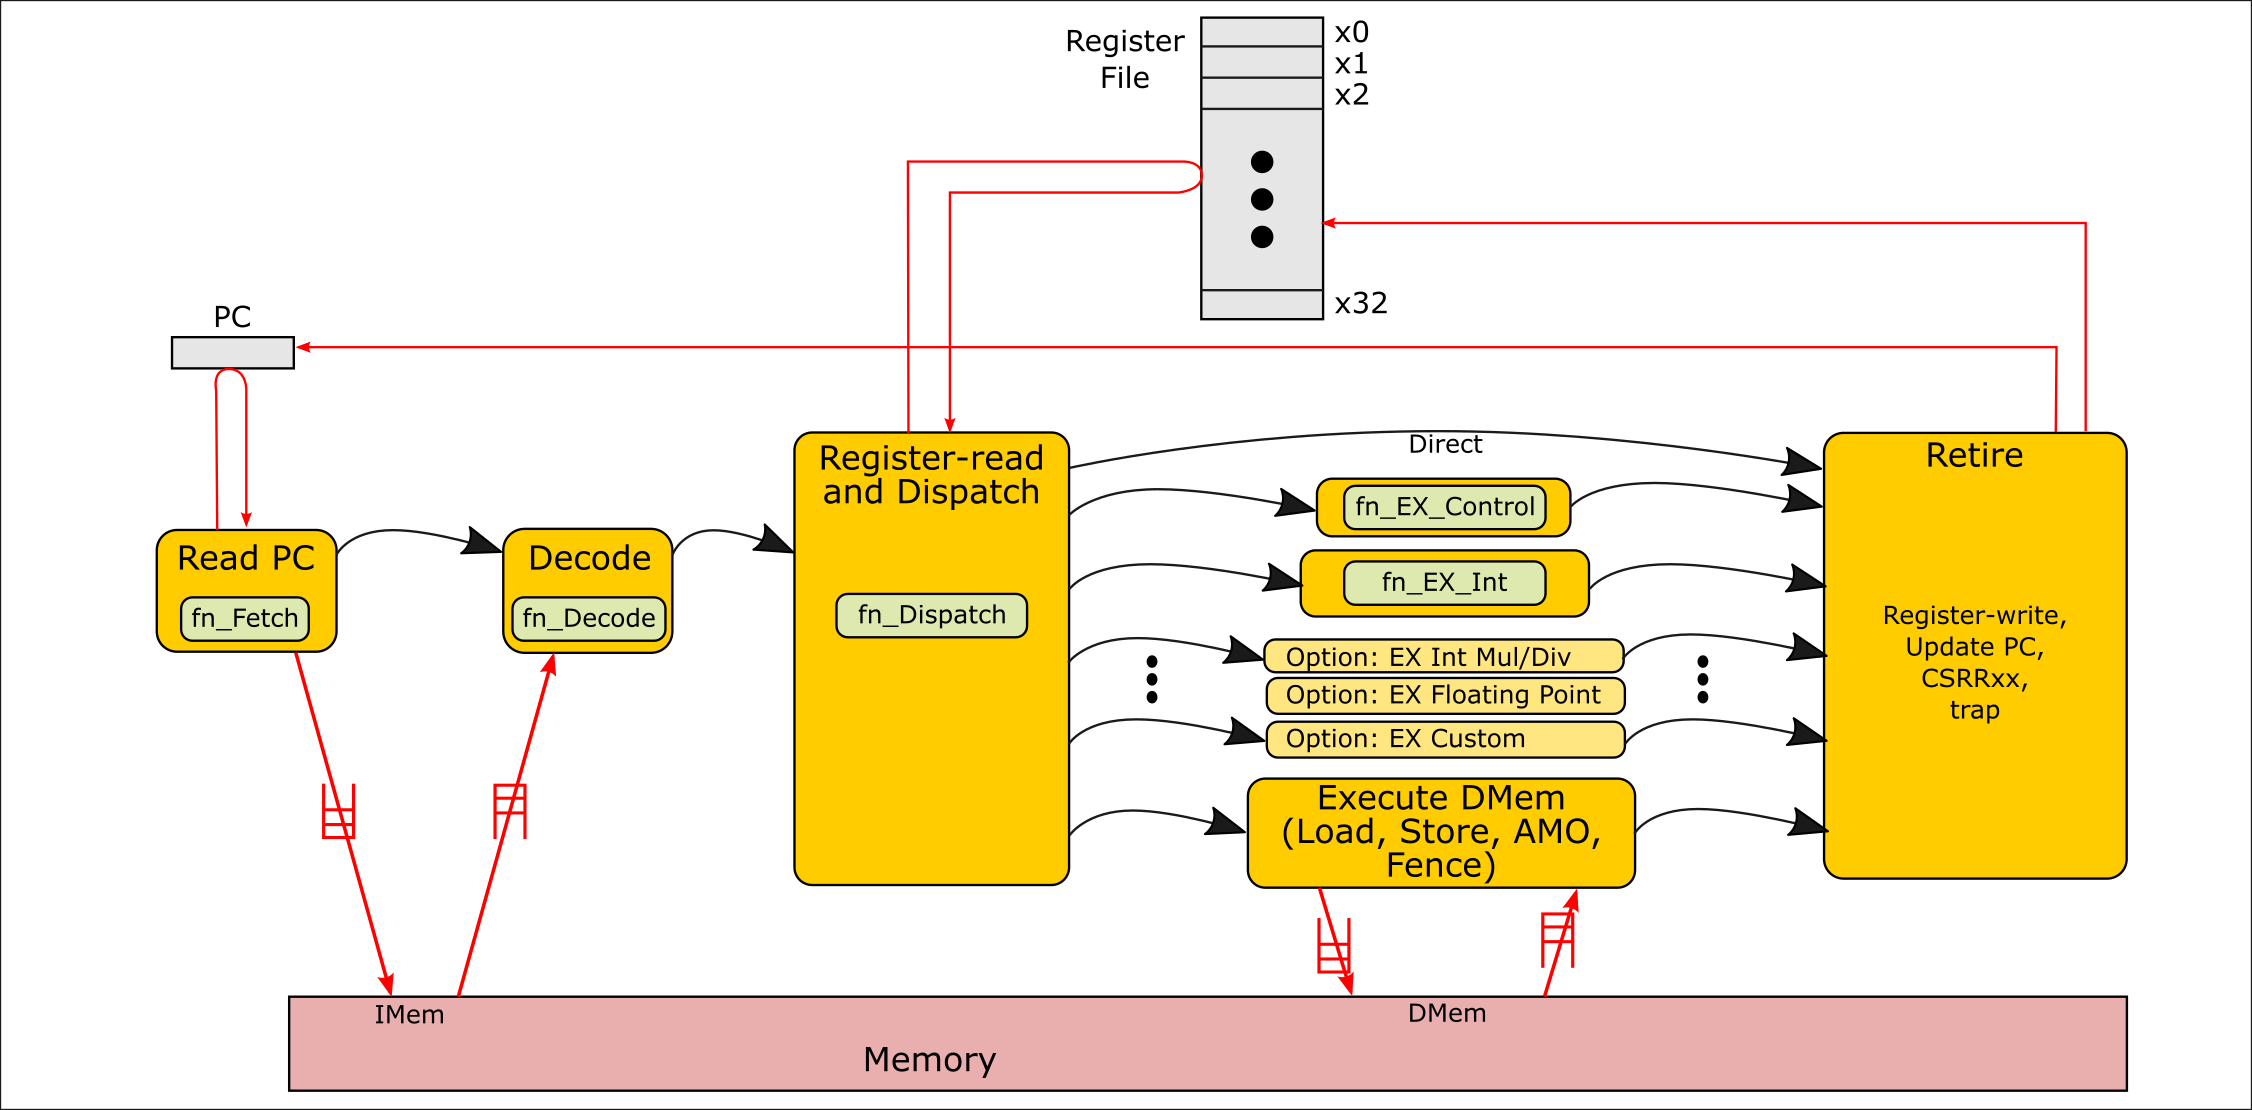 Register
File
x0
x1
x2
x32
PC
Read PC
fn_Fetch
Decode
fn_Decode
Register-read
and Dispatch
fn_Dispatch
Direct
fn_EX_Control
fn_EX_Int
Option: EX Int Mul/Div
Option: EX Floating Point
Option: EX Custom
Execute DMem
(Load, Store, AMO,
Fence)
Retire
Register-write,
Update PC,
CSRRxx,
trap
IMem
DMem
Memory